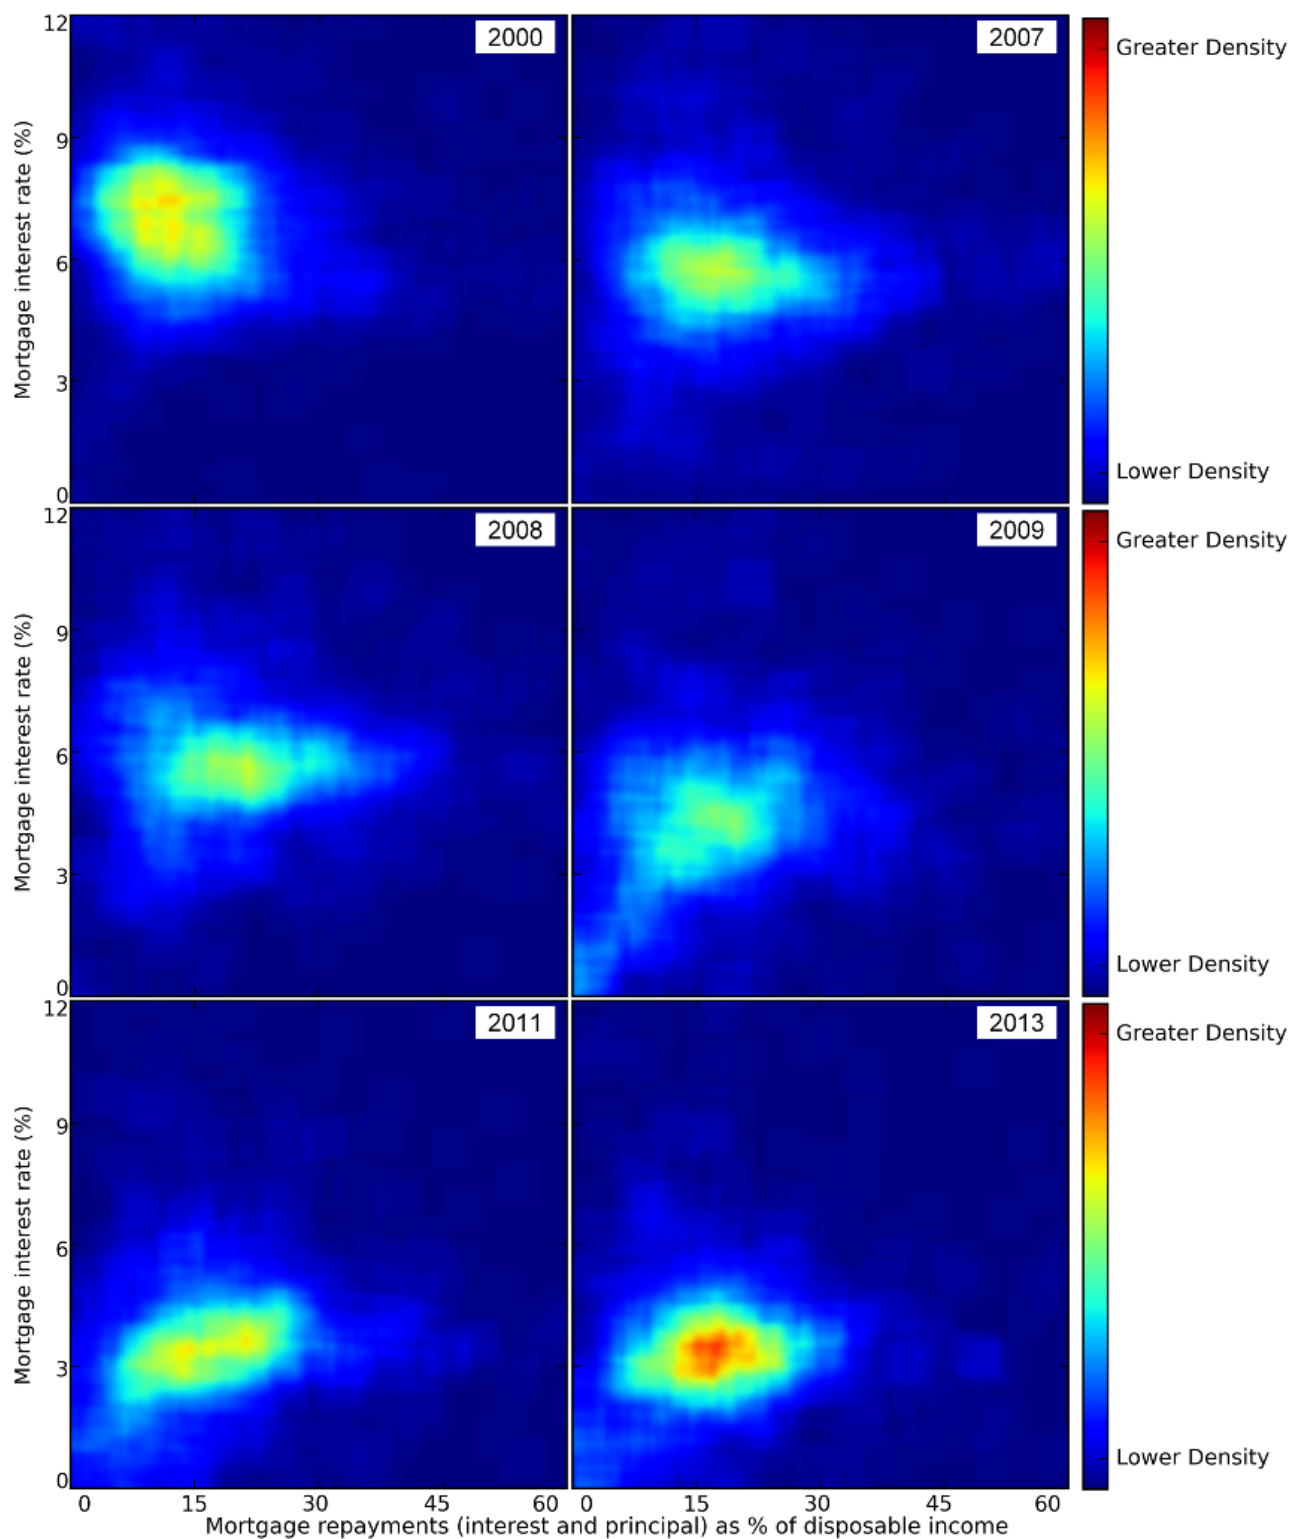 12
2000
2007
Greater Density
9
Mortgage interest rate (%)
6
3
Lower Density
0
12
2008
2009
Greater Density
9
Mortgage interest rate (%)
6
3
Lower Density
0
12
2011
2013
Greater Density
9
Mortgage interest rate (%)
6
3
Lower Density
0
0 15 30 45 60 0 15 30 45 60
Mortgage repayments (interest and principal) as % of disposable income